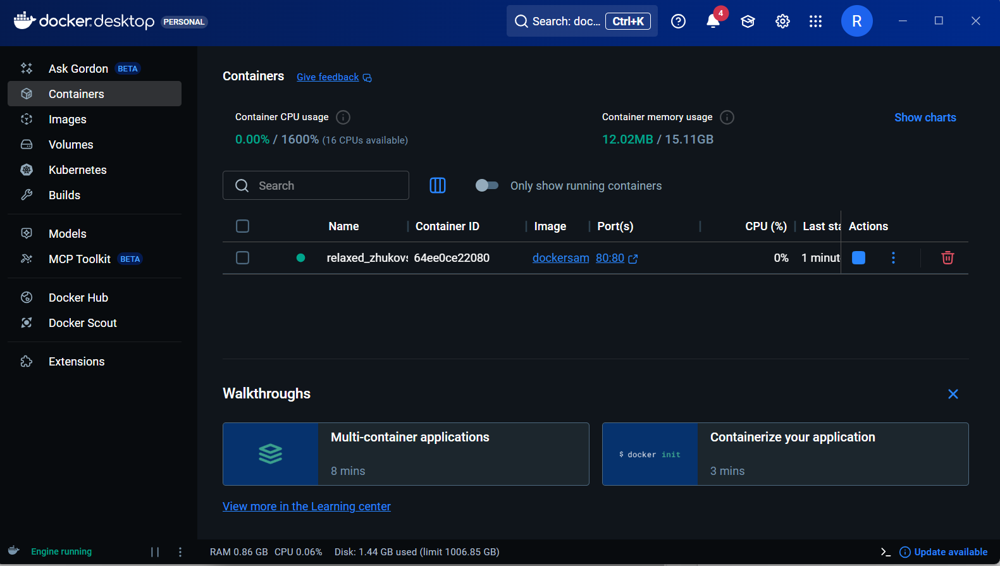 docker.desktop PERSONAL
Search: doc... Ctrl+K
4
R
Ask Gordon BETA
Containers
Images
Volumes
Kubernetes
Builds
Models
MCP Toolkit BETA
Docker Hub
Docker Scout
Extensions
Containers Give feedback
Container CPU usage
0.00% / 1600% (16 CPUs available)
Container memory usage
12.02MB / 15.11GB
Show charts
Search
Only show running containers
Name Container ID Image Port(s) CPU (%) Last sta Actions
relaxed_zhukovs 64ee0ce22080 dockersam 80:80 0% 1 minut
Walkthroughs
Multi-container applications
8 mins
$ docker init
Containerize your application
3 mins
View more in the Learning center
Engine running
RAM 0.86 GB CPU 0.06% Disk: 1.44 GB used (limit 1006.85 GB)
Update available